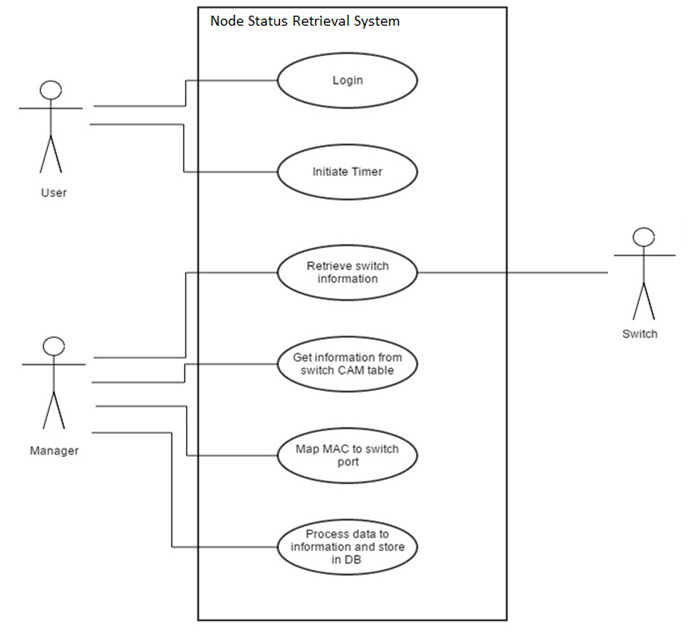 Node Status Retrieval System
Login
User
Initiate Timer
Retrieve switch
information
Switch
Manager
Get information from
switch CAM table
Map MAC to switch
port
Process data to
information and store
in DB